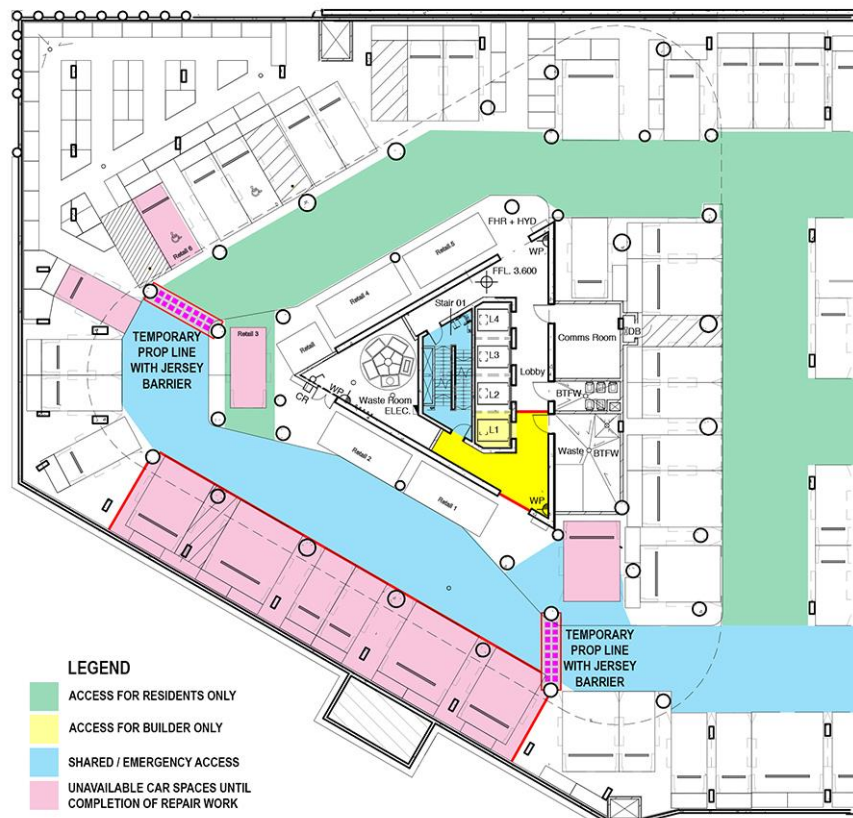 FHR + HYD
WP
Retail 5
FFL. 3.600
Retail 6
Retail 4
Stair 01
L4
Retail 3
Retail
L3
Lobby
Comms Room
DB
TEMPORARY
PROP LINE
WITH JERSEY
BARRIER
CR
WP
Waste Room
ELEC.
L2
BTFW
L1
Retail 2
Waste
BTFW
Retail 1
WP
TEMPORARY
PROP LINE
WITH JERSEY
BARRIER
LEGEND
ACCESS FOR RESIDENTS ONLY
ACCESS FOR BUILDER ONLY
SHARED / EMERGENCY ACCESS
UNAVAILABLE CAR SPACES UNTIL
COMPLETION OF REPAIR WORK